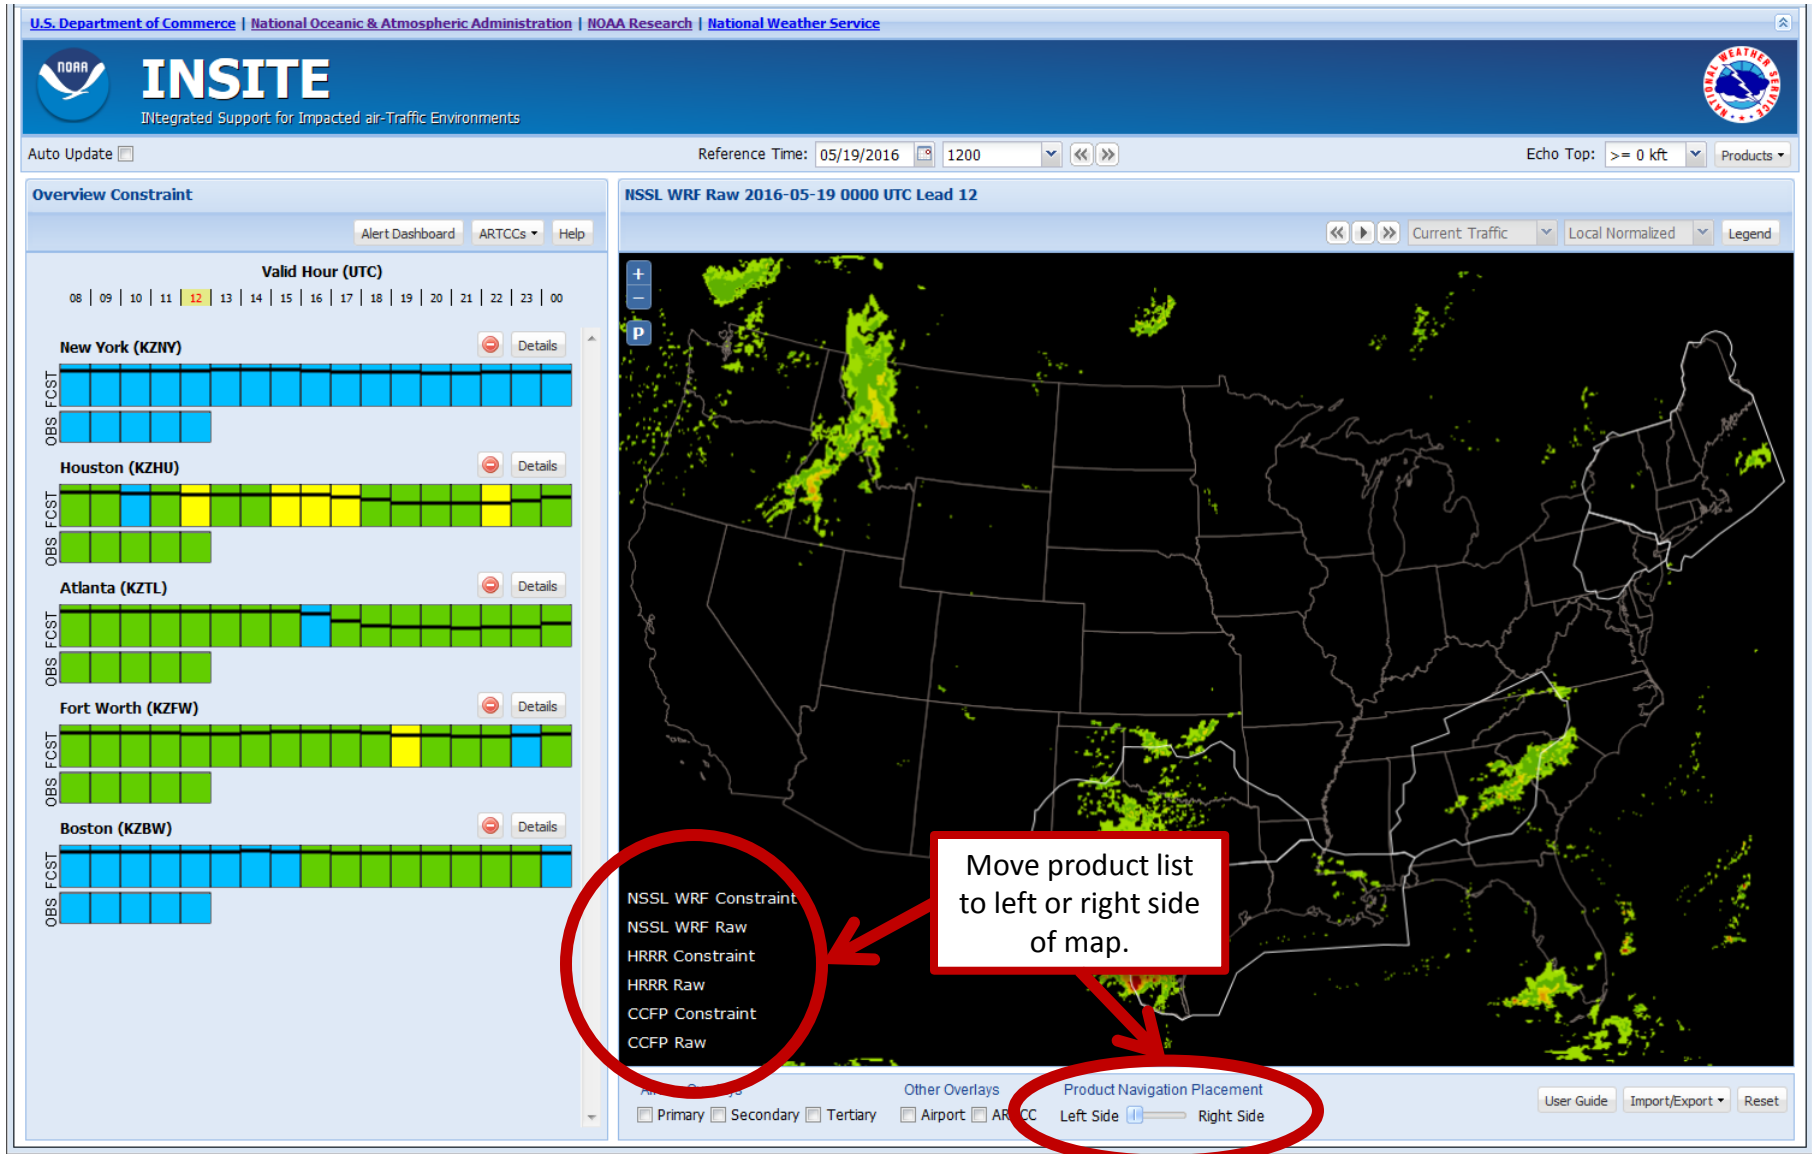 U.S. Department of Commerce | National Oceanic & Atmospheric Administration | NOAA Research | National Weather Service
NOAA
INSITE
INtegrated Support for Impacted air-Traffic Environments
NATIONAL WEATHER SERVICE
Auto Update
Reference Time: 05/19/2016 1200
Echo Top: >= 0 kft Products
Overview Constraint
Alert Dashboard ARTCCs Help
Valid Hour (UTC)
08 | 09 | 10 | 11 | 12 | 13 | 14 | 15 | 16 | 17 | 18 | 19 | 20 | 21 | 22 | 23 | 00
New York (KZNY) Details
FCST
OBS
Houston (KZHU) Details
FCST
OBS
Atlanta (KZTL) Details
FCST
OBS
Fort Worth (KZFW) Details
FCST
OBS
Boston (KZBW) Details
FCST
OBS
NSSL WRF Raw 2016-05-19 0000 UTC Lead 12
Current Traffic Local Normalized Legend
+
−
P
NSSL WRF Constraint
NSSL WRF Raw
HRRR Constraint
HRRR Raw
CCFP Constraint
CCFP Raw
Move product list
to left or right side
of map.
Other Overlays Product Navigation Placement
Primary Secondary Tertiary Airport Left Side Right Side
User Guide Import/Export Reset